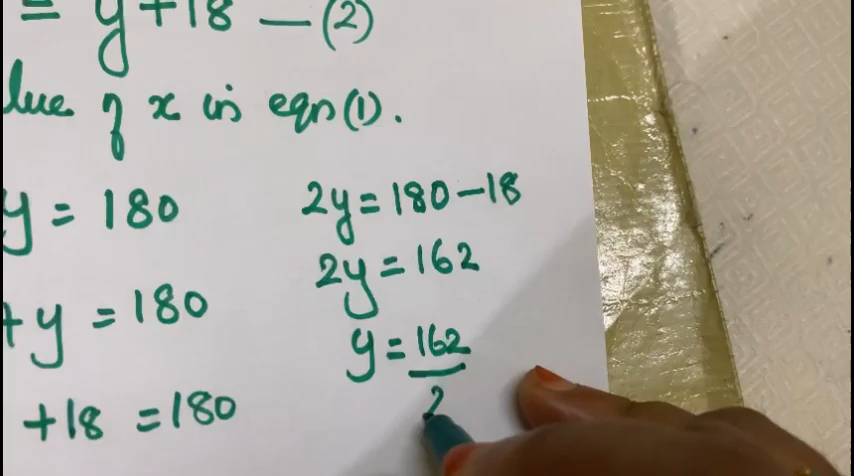 = y + 18 — (2)
lue of x in eqn (1).
y = 180
+ y = 180
+ 18 = 180
2y = 180 - 18
2y = 162
y = 162
2